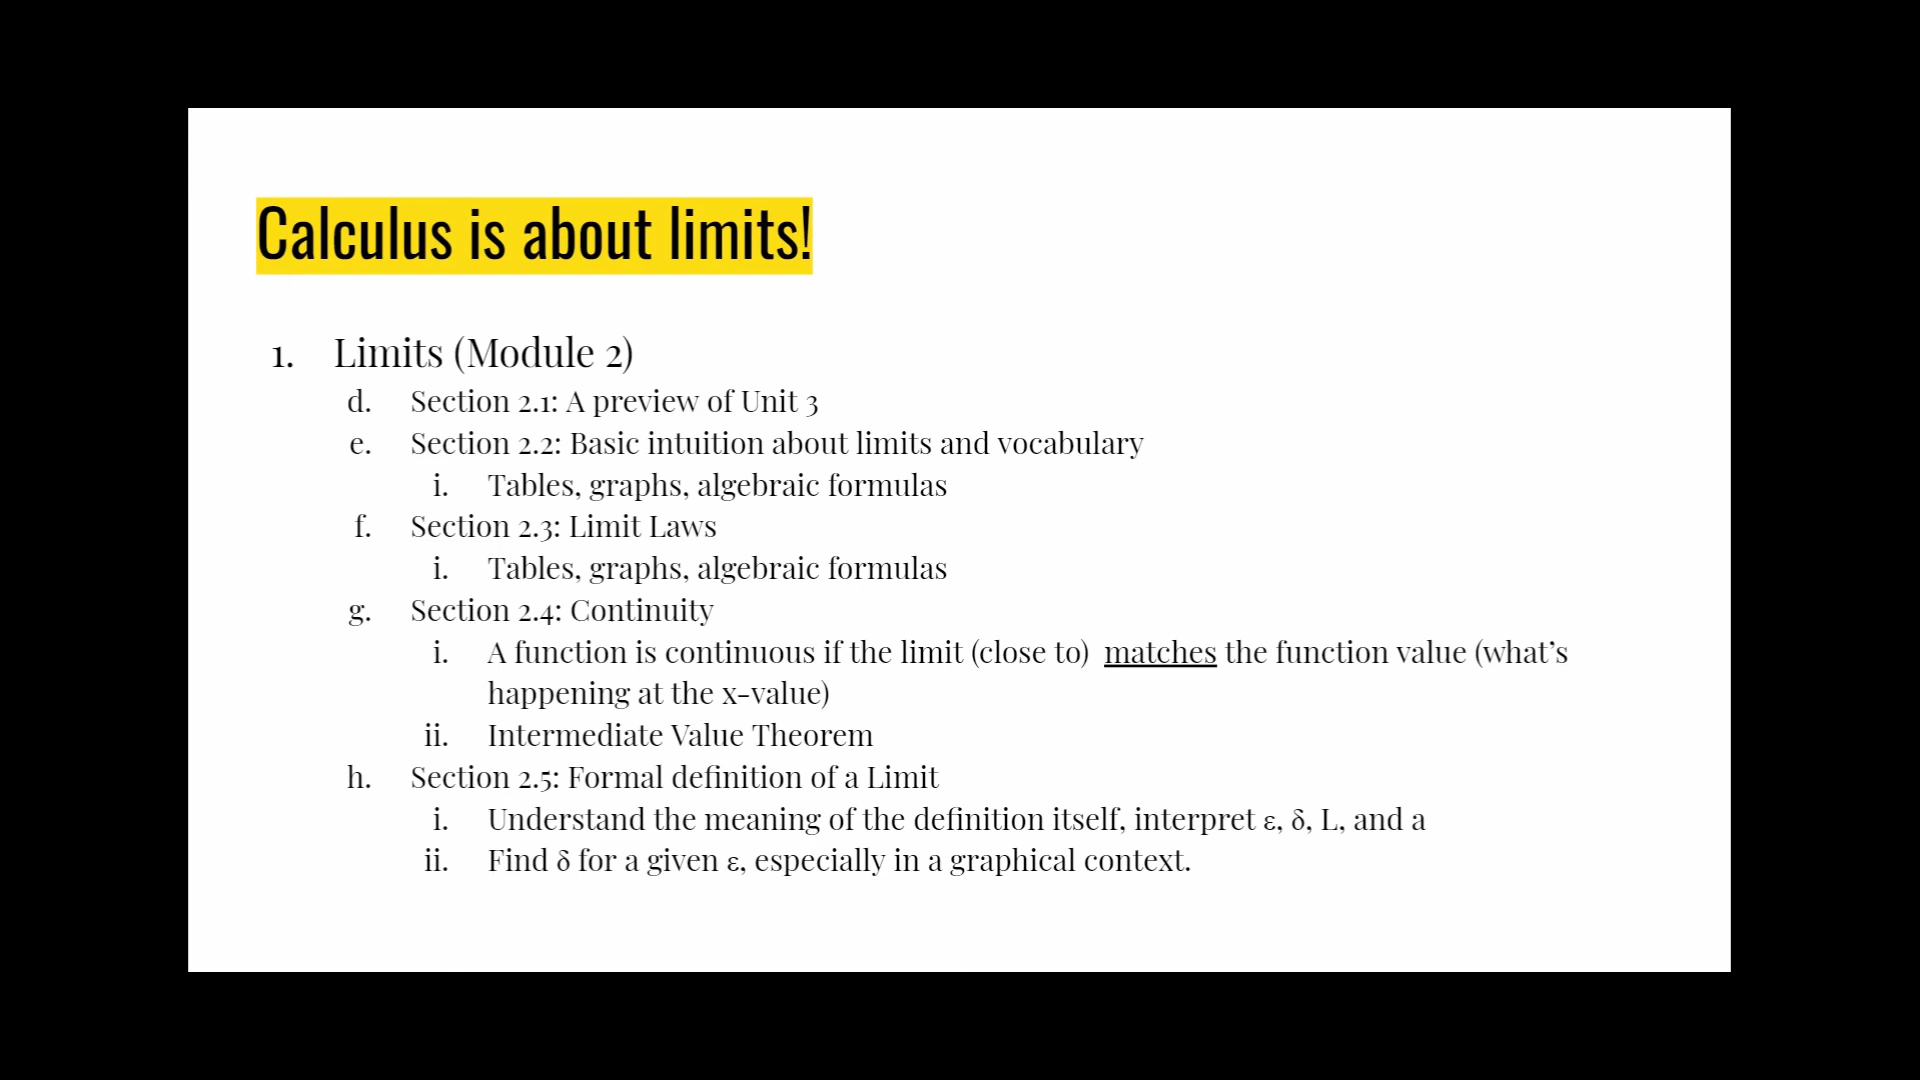 Calculus is about limits!
1. Limits (Module 2)
d. Section 2.1: A preview of Unit 3
e. Section 2.2: Basic intuition about limits and vocabulary
i. Tables, graphs, algebraic formulas
f. Section 2.3: Limit Laws
i. Tables, graphs, algebraic formulas
g. Section 2.4: Continuity
i. A function is continuous if the limit (close to) matches the function value (what’s
happening at the x-value)
ii. Intermediate Value Theorem
h. Section 2.5: Formal definition of a Limit
i. Understand the meaning of the definition itself, interpret ε, δ, L, and a
ii. Find δ for a given ε, especially in a graphical context.